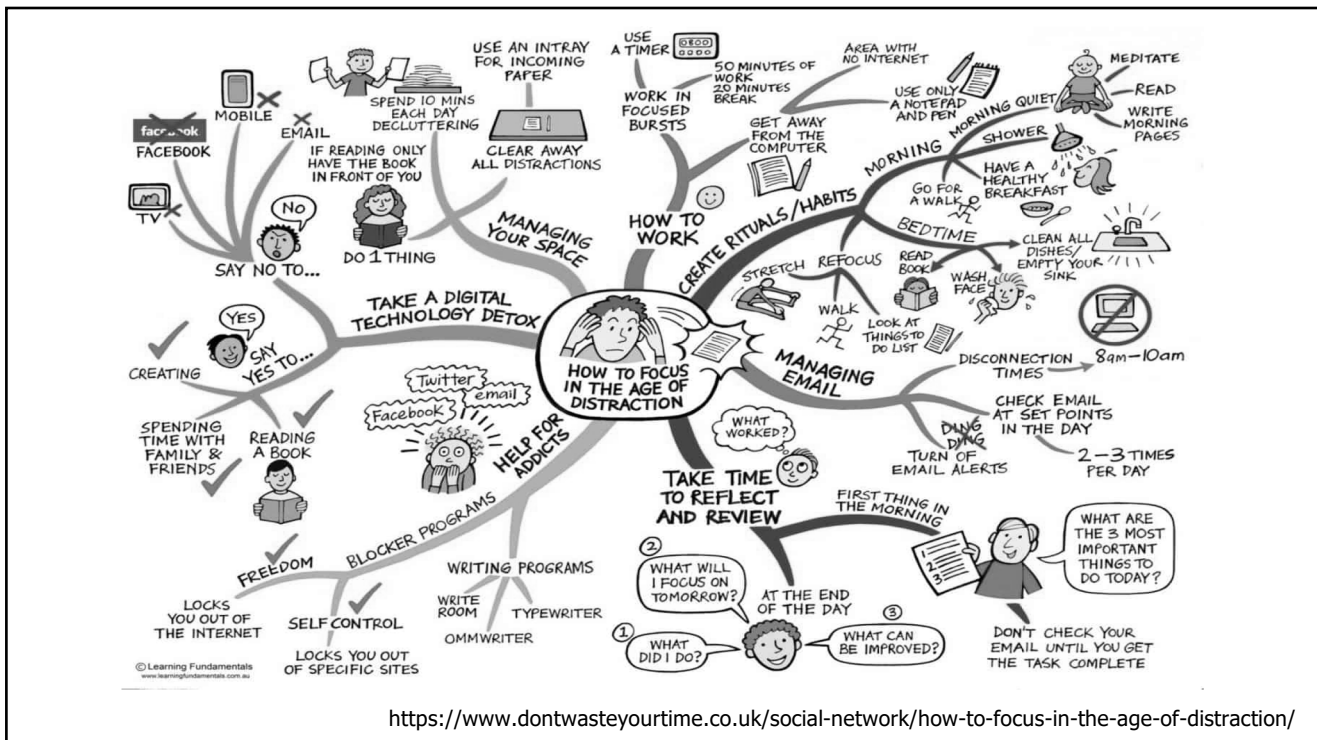 HOW TO FOCUS
IN THE AGE OF
DISTRACTION
HOW TO
WORK
WORK IN
FOCUSED
BURSTS
USE
A TIMER
50 MINUTES OF
WORK
20 MINUTES
BREAK
GET AWAY
FROM THE
COMPUTER
AREA WITH
NO INTERNET
USE ONLY
A NOTEPAD
AND PEN
CREATE RITUALS/HABITS
MORNING
MORNING QUIET
MEDITATE
READ
WRITE
MORNING
PAGES
SHOWER
HAVE A
HEALTHY
BREAKFAST
GO FOR
A WALK
BEDTIME
CLEAN ALL
DISHES/
EMPTY YOUR
SINK
READ
BOOK
WASH
FACE
REFOCUS
STRETCH
WALK
LOOK AT
THINGS TO
DO LIST
MANAGING
EMAIL
DISCONNECTION
TIMES
8am-10am
CHECK EMAIL
AT SET POINTS
IN THE DAY
2-3 TIMES
PER DAY
DING
DING
TURN OF
EMAIL ALERTS
TAKE TIME
TO REFLECT
AND REVIEW
WHAT
WORKED?
FIRST THING IN
THE MORNING
1
2
3
WHAT ARE
THE 3 MOST
IMPORTANT
THINGS TO
DO TODAY?
DON'T CHECK YOUR
EMAIL UNTIL YOU GET
THE TASK COMPLETE
AT THE END
OF THE DAY
1
WHAT
DID I DO?
2
WHAT WILL
I FOCUS ON
TOMORROW?
3
WHAT CAN
BE IMPROVED?
HELP FOR
ADDICTS
Twitter
email
Facebook
WRITING PROGRAMS
WRITE
ROOM
OMMWRITER
TYPEWRITER
BLOCKER PROGRAMS
FREEDOM
LOCKS
YOU OUT OF
THE INTERNET
SELF CONTROL
LOCKS YOU OUT
OF SPECIFIC SITES
TAKE A DIGITAL
TECHNOLOGY DETOX
SAY
YES TO...
YES
CREATING
SPENDING
TIME WITH
FAMILY &
FRIENDS
READING
A BOOK
SAY NO TO...
NO
TV
facebook
FACEBOOK
MOBILE
EMAIL
MANAGING
YOUR SPACE
DO 1 THING
IF READING ONLY
HAVE THE BOOK
IN FRONT OF YOU
SPEND 10 MINS
EACH DAY
DECLUTTERING
CLEAR AWAY
ALL DISTRACTIONS
USE AN INTRAY
FOR INCOMING
PAPER
© Learning Fundamentals
www.learningfundamentals.com.au
https://www.dontwasteyourtime.co.uk/social-network/how-to-focus-in-the-age-of-distraction/